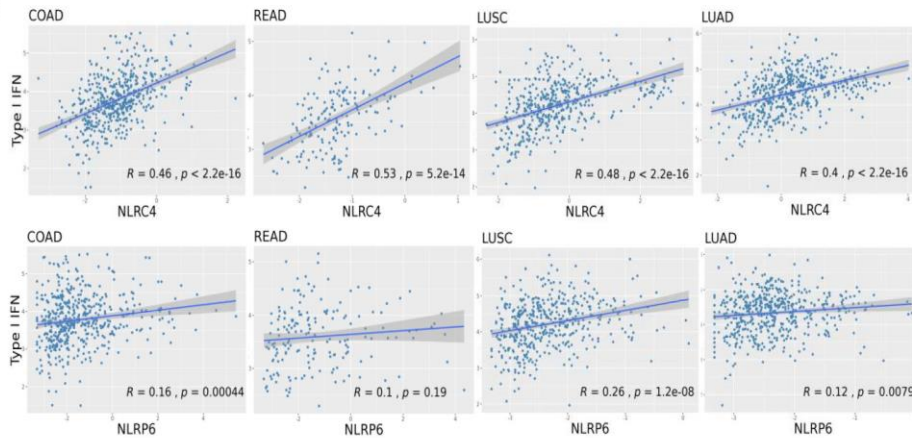 COAD READ LUSC LUAD
Type I IFN
R = 0.46 , p < 2.2e-16
R = 0.53 , p = 5.2e-14
R = 0.48 , p < 2.2e-16
R = 0.4 , p < 2.2e-16
NLRC4 NLRC4 NLRC4 NLRC4
COAD READ LUSC LUAD
Type I IFN
R = 0.16 , p = 0.00044
R = 0.1 , p = 0.19
R = 0.26 , p = 1.2e-08
R = 0.12 , p = 0.0079
NLRP6 NLRP6 NLRP6 NLRP6